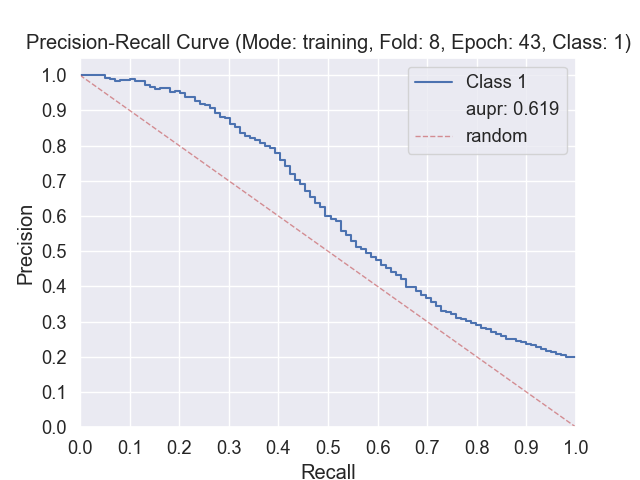 Precision-Recall Curve (Mode: training, Fold: 8, Epoch: 43, Class: 1)
Class 1
aupr: 0.619
random
Precision
1.0
0.9
0.8
0.7
0.6
0.5
0.4
0.3
0.2
0.1
0.0
0.0 0.1 0.2 0.3 0.4 0.5 0.6 0.7 0.8 0.9 1.0
Recall